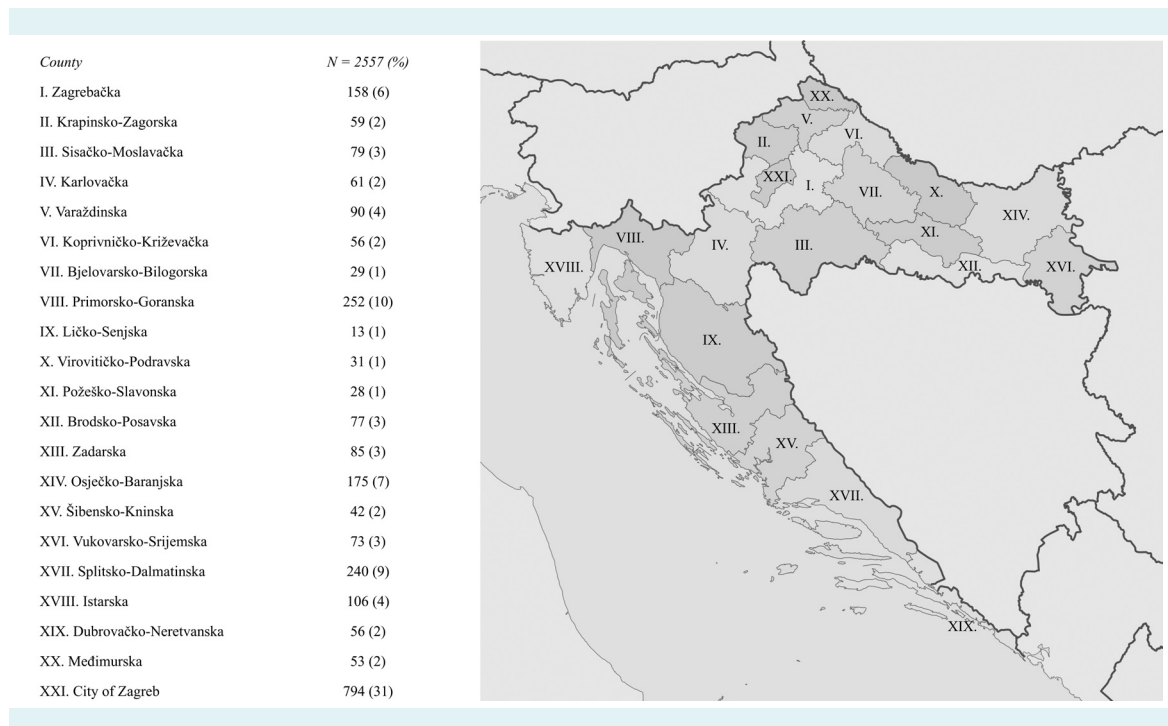 County N = 2557 (%)
I. Zagrebačka 158 (6)
II. Krapinsko-Zagorska 59 (2)
III. Sisačko-Moslavačka 79 (3)
IV. Karlovačka 61 (2)
V. Varaždinska 90 (4)
VI. Koprivničko-Križevačka 56 (2)
VII. Bjelovarsko-Bilogorska 29 (1)
VIII. Primorsko-Goranska 252 (10)
IX. Ličko-Senjska 13 (1)
X. Virovitičko-Podravska 31 (1)
XI. Požeško-Slavonska 28 (1)
XII. Brodsko-Posavska 77 (3)
XIII. Zadarska 85 (3)
XIV. Osječko-Baranjska 175 (7)
XV. Šibensko-Kninska 42 (2)
XVI. Vukovarsko-Srijemska 73 (3)
XVII. Splitsko-Dalmatinska 240 (9)
XVIII. Istarska 106 (4)
XIX. Dubrovačko-Neretvanska 56 (2)
XX. Međimurska 53 (2)
XXI. City of Zagreb 794 (31)
XX.
V.
VI.
II.
XXI.
I.
VII.
X.
XIV.
VIII.
IV.
III.
XI.
XVIII.
XII.
XVI.
IX.
XIII.
XV.
XVII.
XIX.